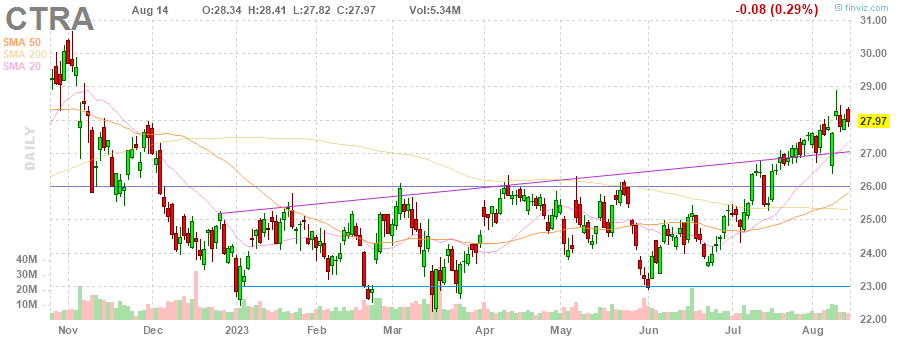 CTRA Aug 14 O:28.34 H:28.41 L:27.82 C:27.97 Vol:5.34M -0.08 (0.29%) finviz.com
SMA 50
SMA 200
SMA 20
DAILY
31.00
30.00
29.00
28.00
27.97
27.00
26.00
25.00
24.00
23.00
22.00
40M
30M
20M
10M
Nov Dec 2023 Feb Mar Apr May Jun Jul Aug